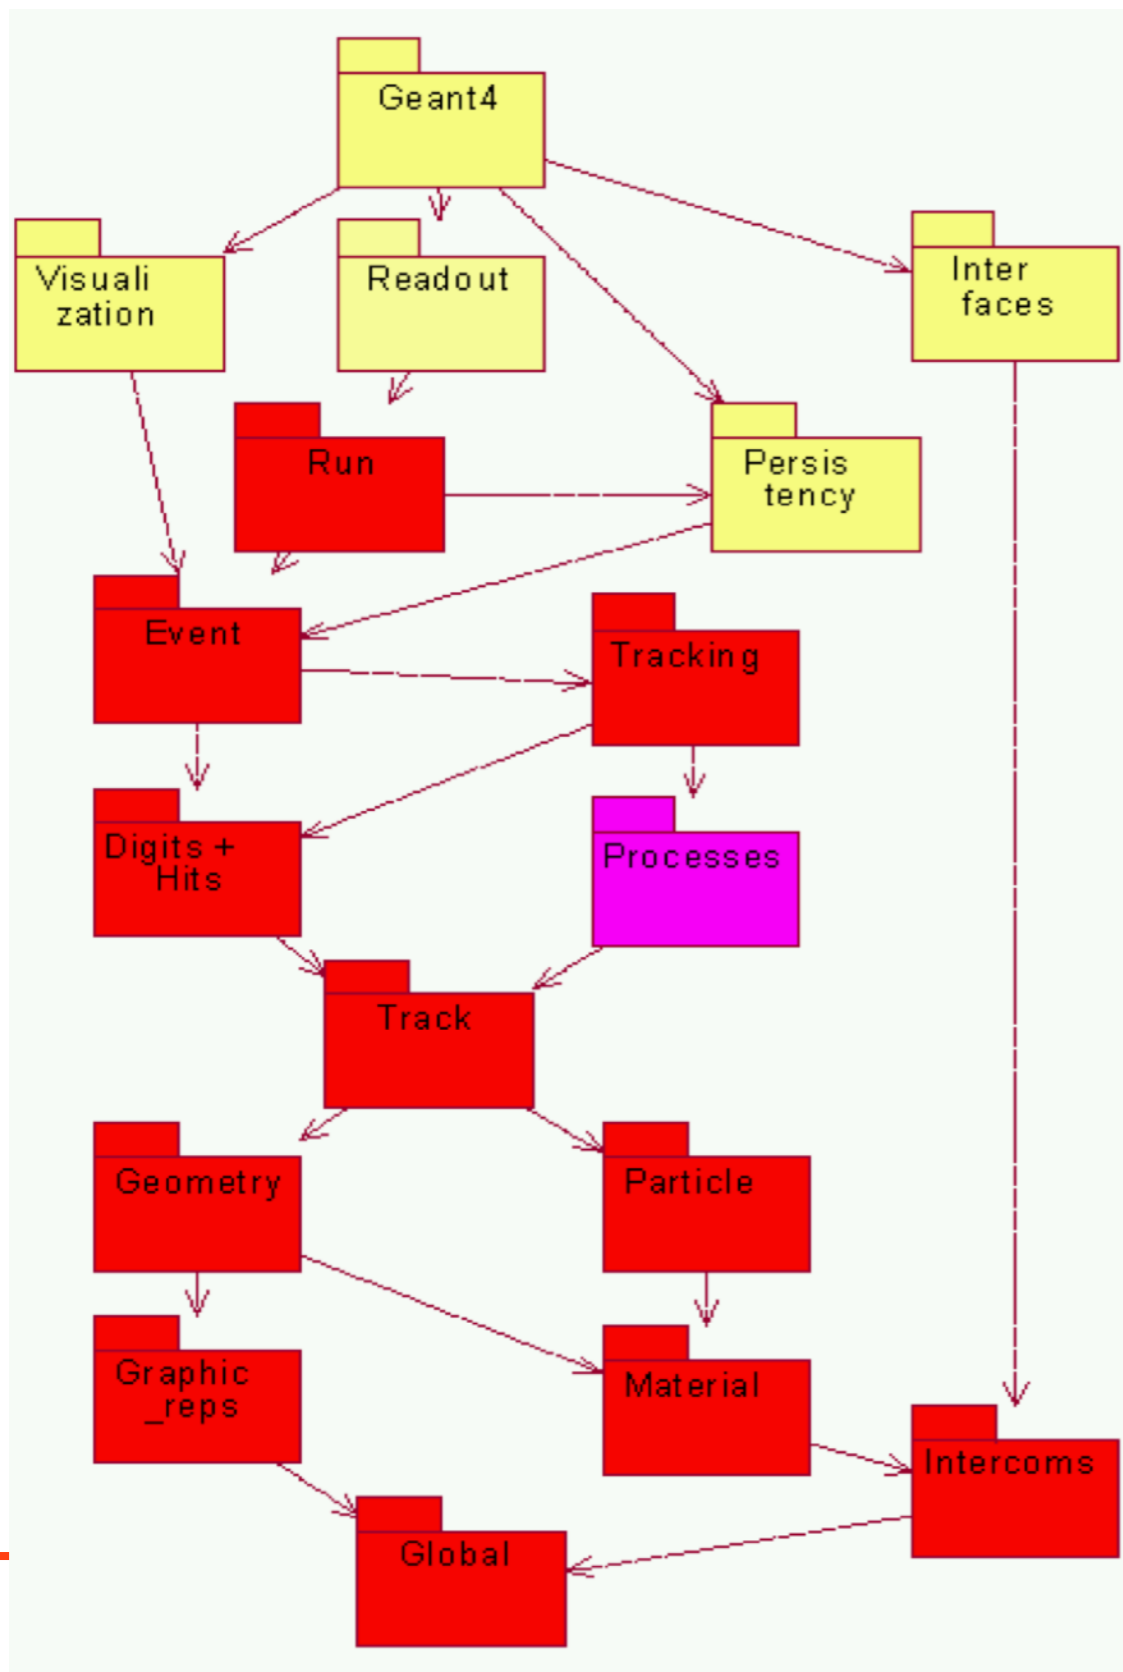 Geant4
Visuali
zation
Readout
Inter
faces
Run
Persis
tency
Event
Tracking
Digits +
Hits
Processes
Track
Geometry
Particle
Graphic
_reps
Material
Intercoms
Global